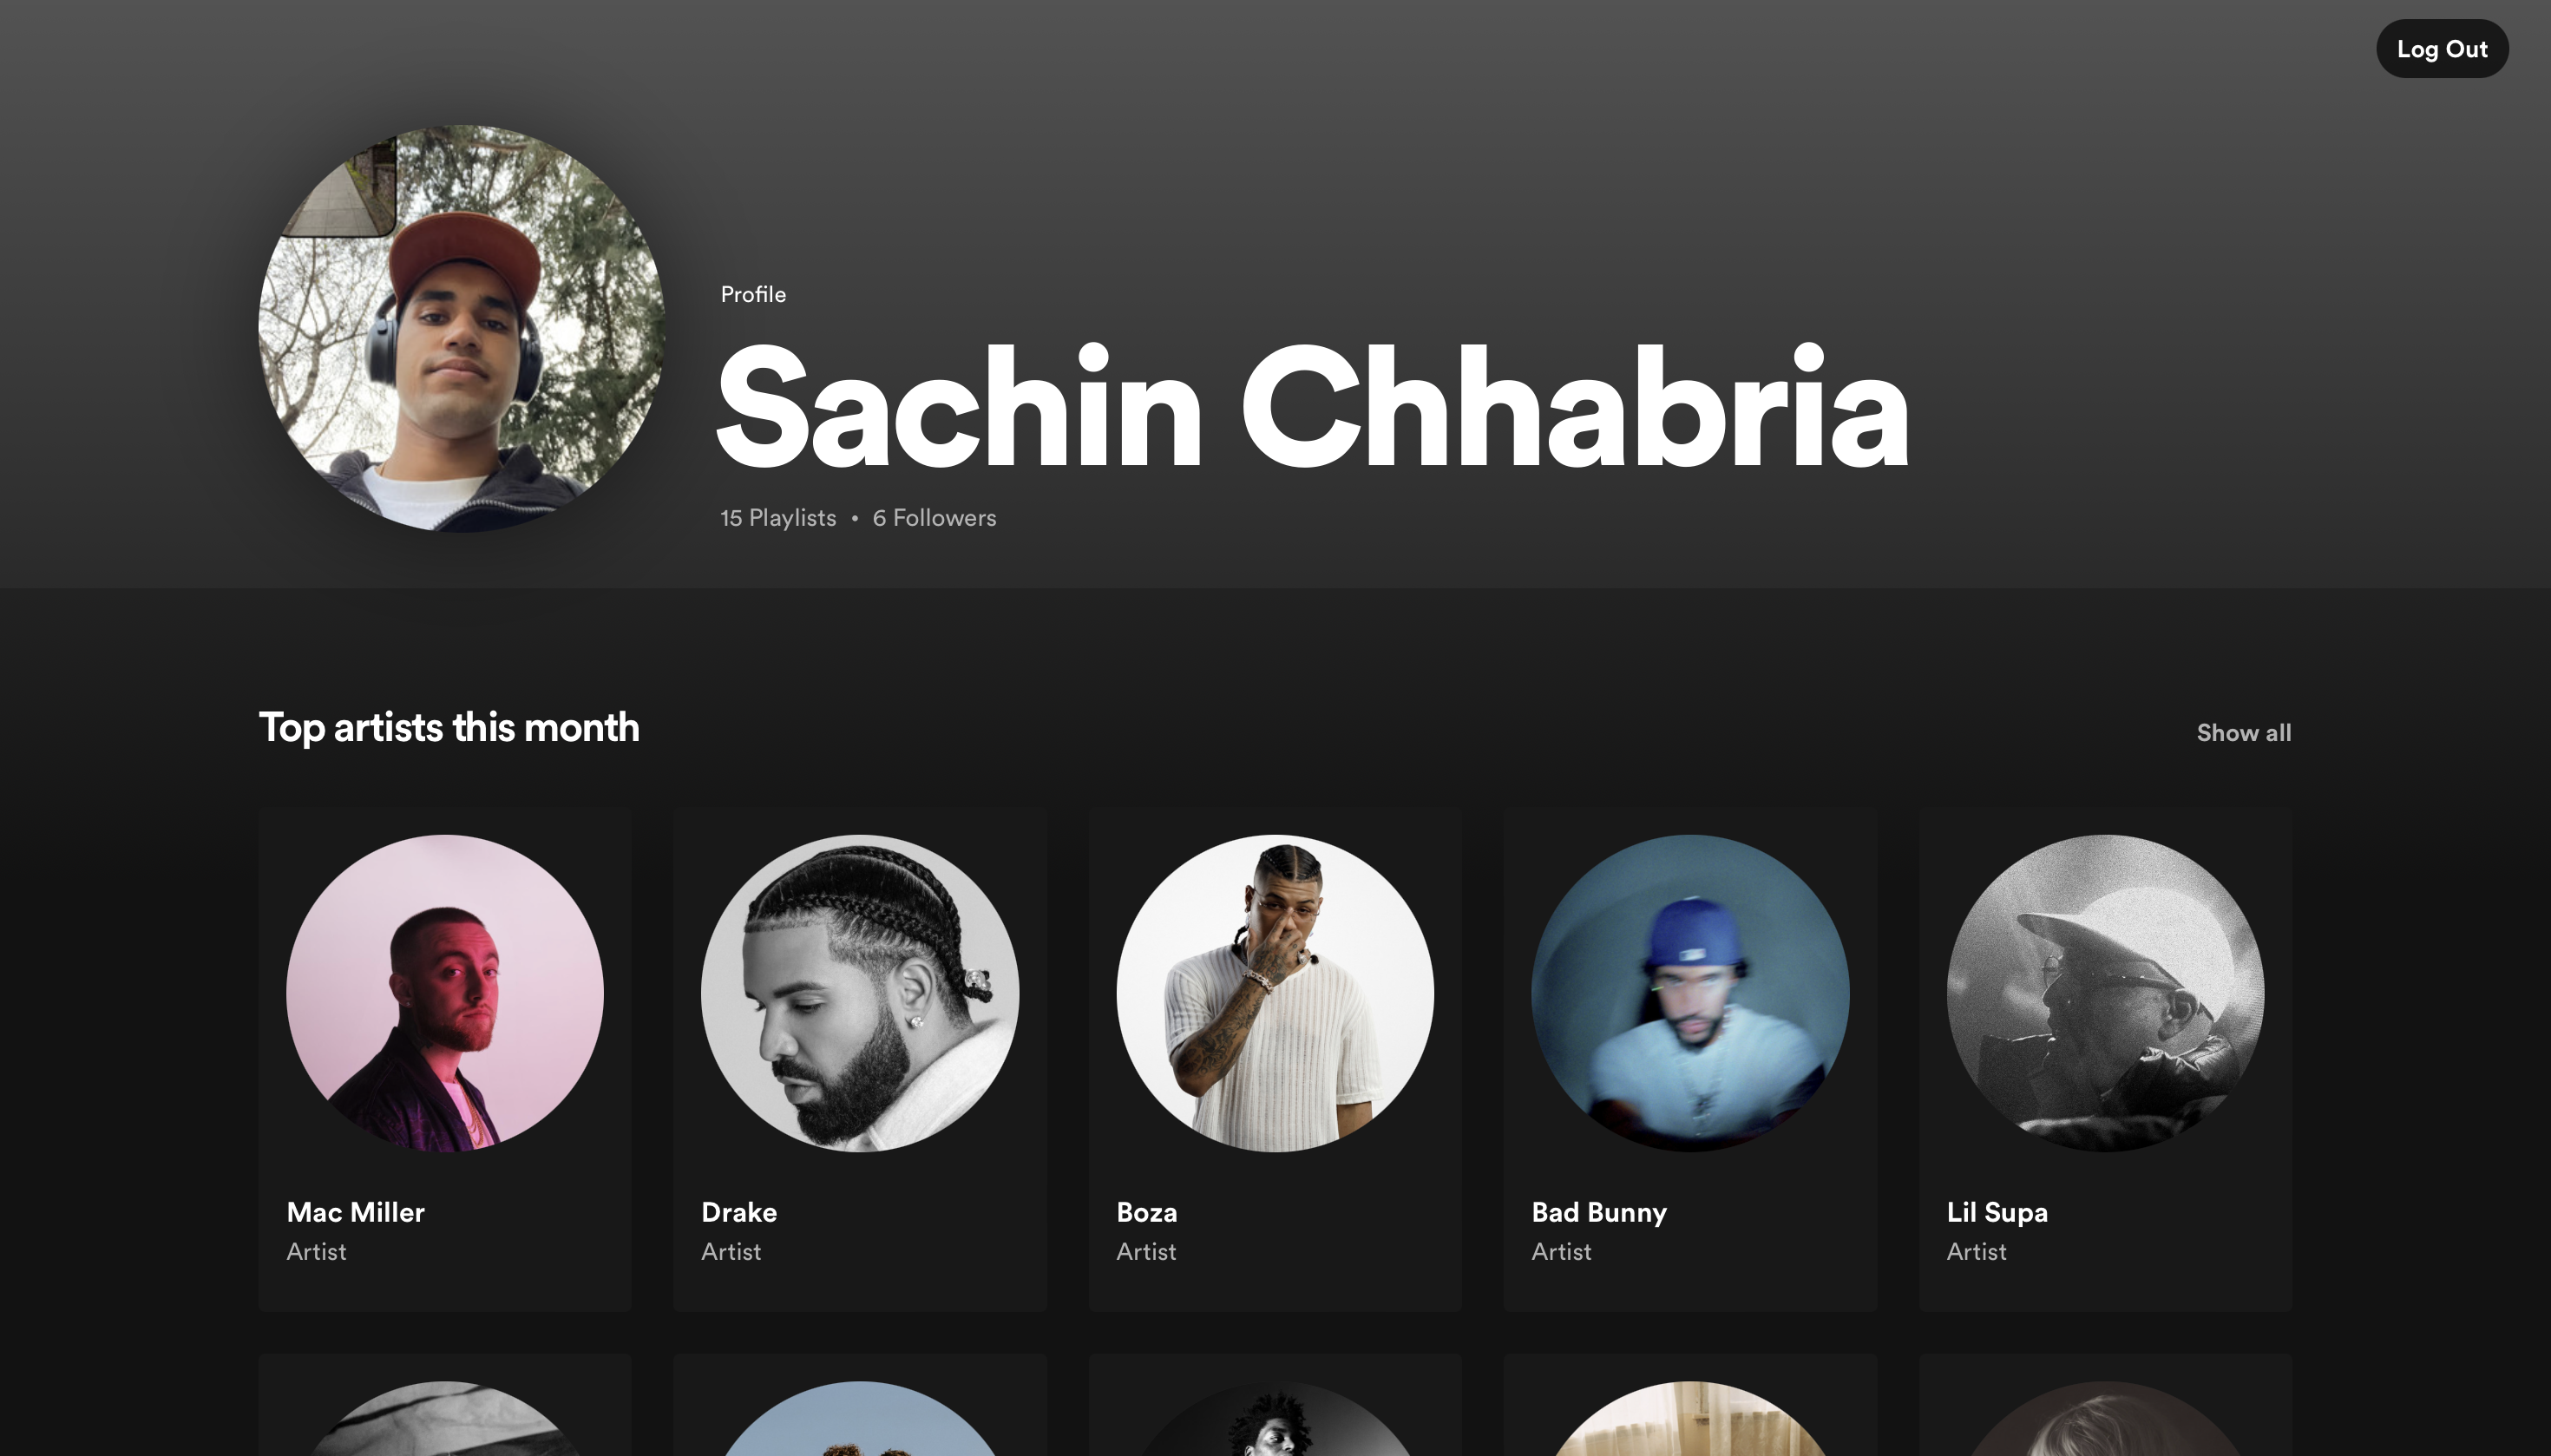 Log Out
Profile
Sachin Chhabria
15 Playlists • 6 Followers
Top artists this month
Show all
Mac Miller
Artist
Drake
Artist
Boza
Artist
Bad Bunny
Artist
Lil Supa
Artist